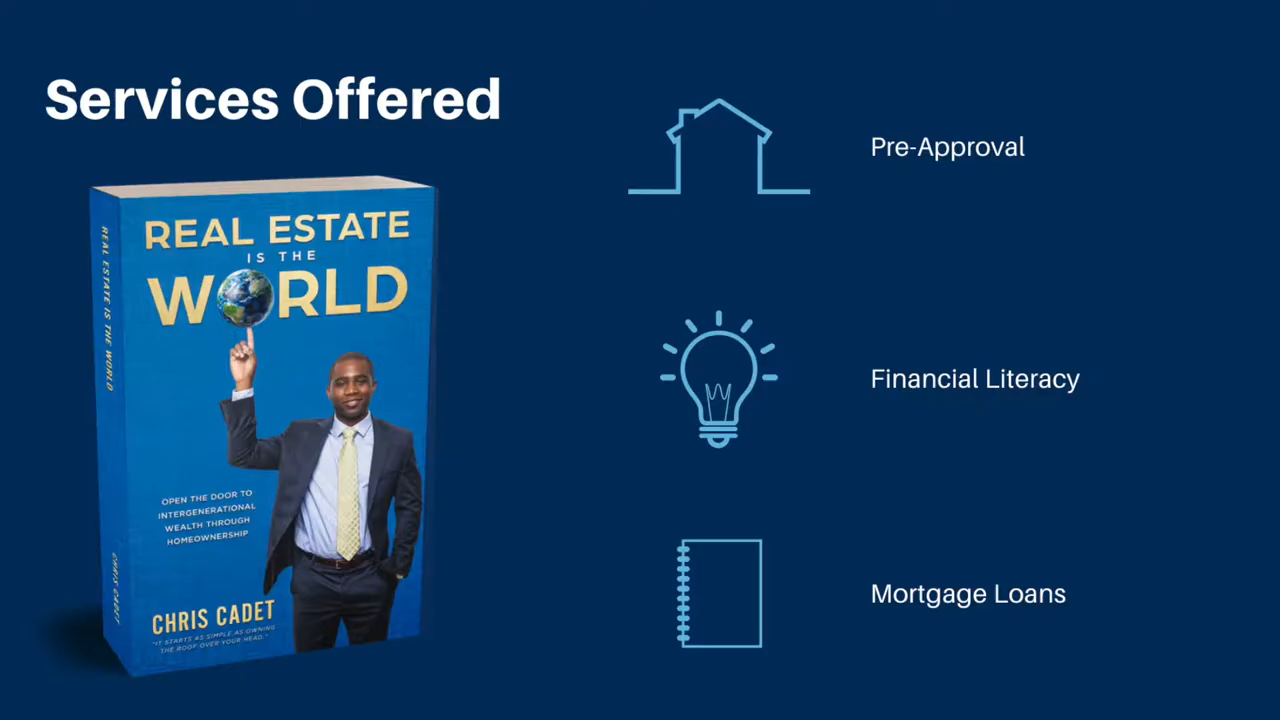 Services Offered
REAL ESTATE IS THE WORLD
CHRIS CADET
REAL ESTATE
IS THE
WORLD
OPEN THE DOOR TO
INTERGENERATIONAL
WEALTH THROUGH
HOMEOWNERSHIP
CHRIS CADET
"IT STARTS AS SIMPLE AS OWNING
THE ROOF OVER YOUR HEAD."
Pre-Approval
Financial Literacy
Mortgage Loans